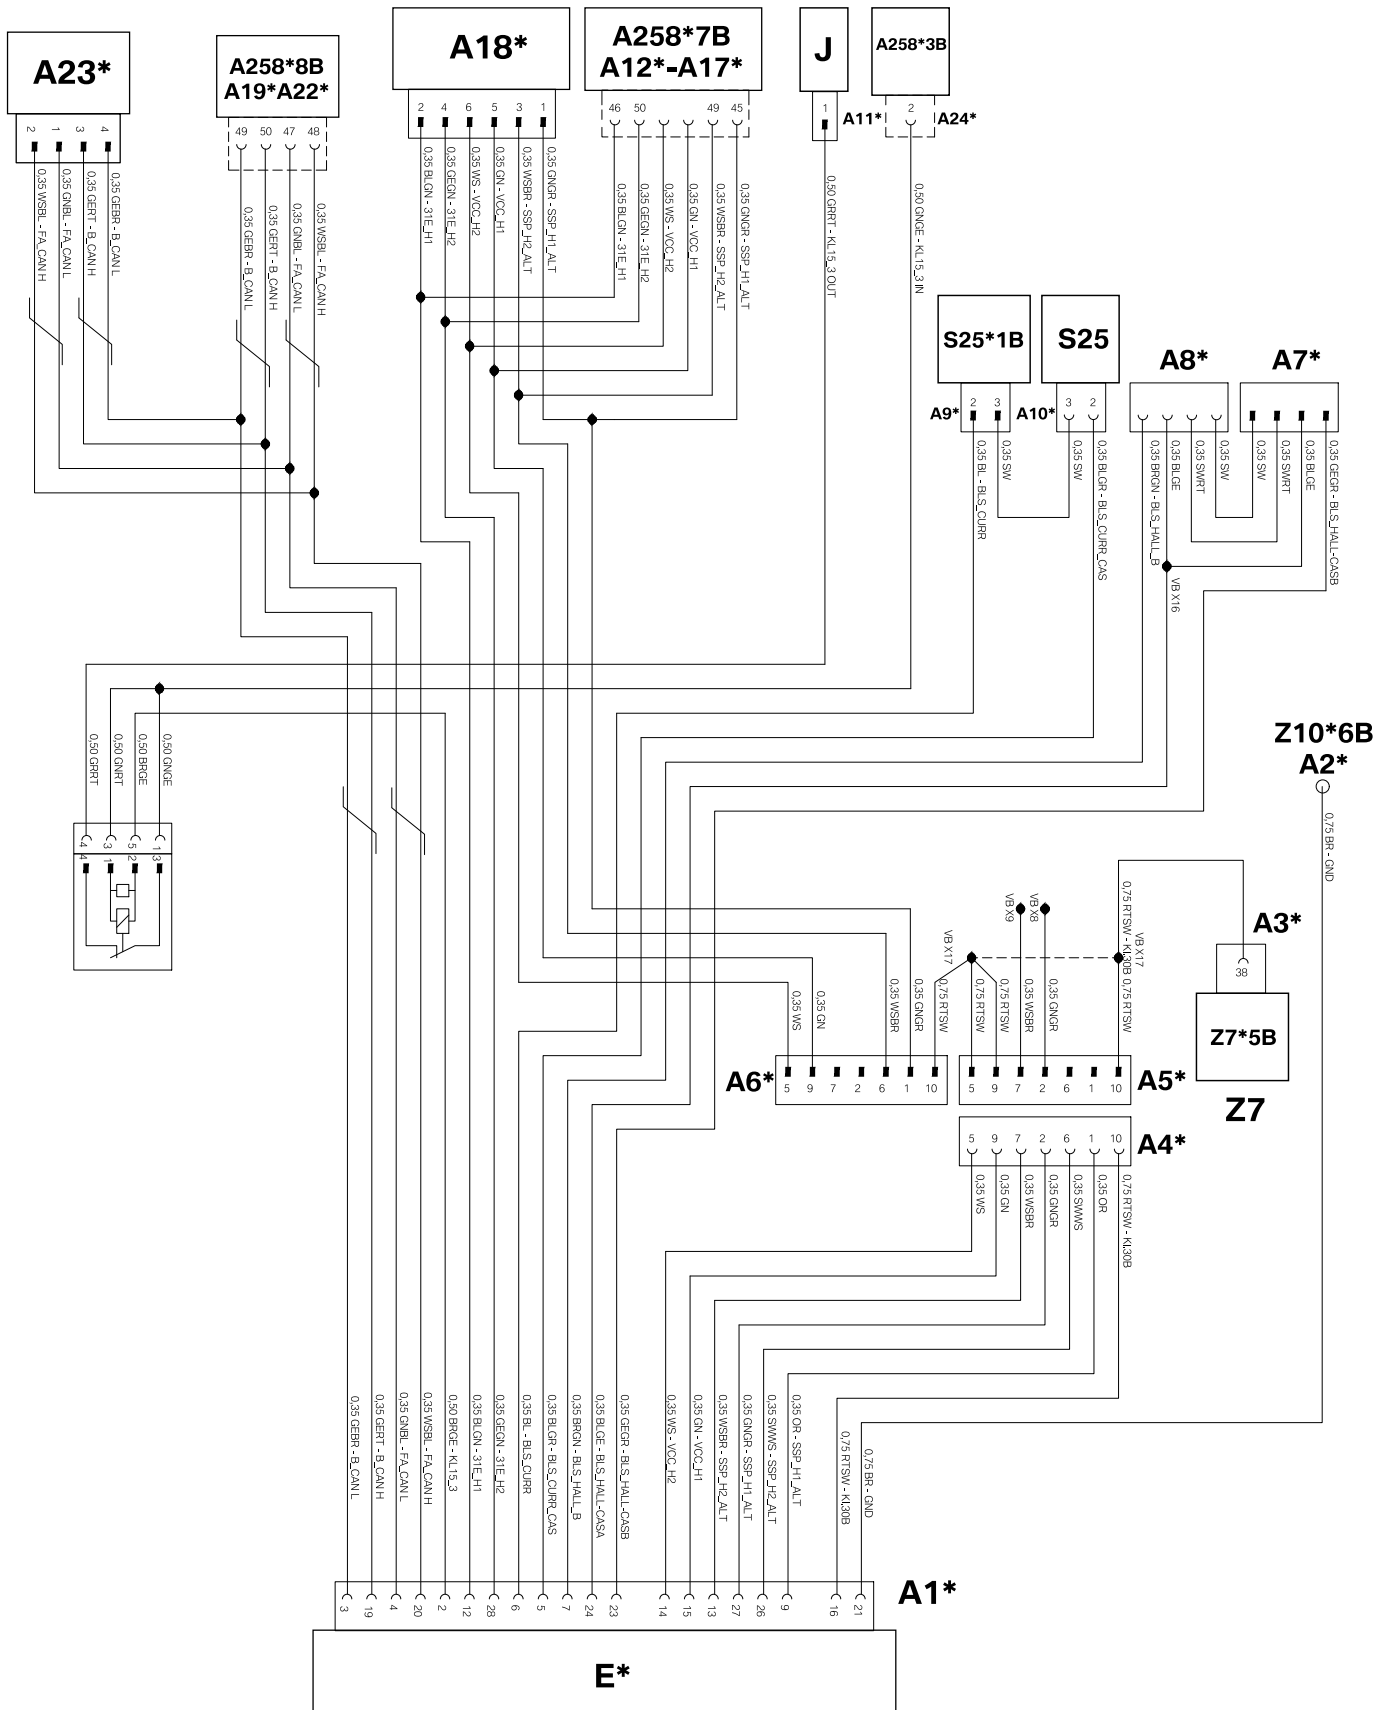 A23*
A258*8B
A19*A22*
A18*
A258*7B
A12*-A17*
J
A258*3B
2 1 3 4
49 50 47 48
2 4 6 5 3 1
46 50 49 45
1
A11*
2
A24*
0,35 WSBL - FA_CAN H
0,35 GNBL - FA_CAN L
0,35 GERT - B_CAN H
0,35 GEBR - B_CAN L
0,35 GEBR - B_CAN L
0,35 GERT - B_CAN H
0,35 GNBL - FA_CAN L
0,35 WSBL - FA_CAN H
0,35 BLGN - 31E_H1
0,35 GEGN - 31E_H2
0,35 WS - VCC_H2
0,35 GN - VCC_H1
0,35 WSBR - SSP_H2_ALT
0,35 GNGR - SSP_H1_ALT
0,35 BLGN - 31E_H1
0,35 GEGN - 31E_H2
0,35 WS - VCC_H2
0,35 GN - VCC_H1
0,35 WSBR - SSP_H2_ALT
0,35 GNGR - SSP_H1_ALT
0,50 GRRT - KL15_3 OUT
0,50 GNGE - KL15_3 IN
S25*1B
S25
A8*
A7*
A9*
2 3
A10*
3 2
0,35 BL - BLS_CURR
0,35 SW
0,35 SW
0,35 BLGR - BLS_CURR_CAS
0,35 BRGN - BLS_HALL_B
0,35 BLGE
0,35 SWRT
0,35 SW
0,35 SW
0,35 SWRT
0,35 BLGE
0,35 GEGR - BLS_HALL-CASB
VB X16
0,50 GRRT
0,50 GNRT
0,50 BRGE
0,50 GNGE
4 3 5 1
4 1 2 3
Z10*6B
A2*
0,75 BR - GND
VB X9
VB X8
VB X17
VB X17
0,75 RTSW - KI.30B
A3*
38
Z7*5B
Z7
0,35 WS
0,35 GN
0,35 WSBR
0,35 GNGR
0,75 RTSW
0,75 RTSW
0,75 RTSW
0,35 WSBR
0,35 GNGR
0,75 RTSW
A6*
5 9 7 2 6 1 10
5 9 7 2 6 1 10
A5*
5 9 7 2 6 1 10
A4*
0,35 WS
0,35 GN
0,35 WSBR
0,35 GNGR
0,35 SWWS
0,35 OR
0,75 RTSW - KI.30B
0,35 GEBR - B_CAN L
0,35 GERT - B_CAN H
0,35 GNBL - FA_CAN L
0,35 WSBL - FA_CAN H
0,50 BRGE - KL15_3
0,35 BLGN - 31E_H1
0,35 GEGN - 31E_H2
0,35 BL - BLS_CURR
0,35 BLGR - BLS_CURR_CAS
0,35 BRGN - BLS_HALL_B
0,35 BLGE - BLS_HALL-CASA
0,35 GEGR - BLS_HALL-CASB
0,35 WS - VCC_H2
0,35 GN - VCC_H1
0,35 WSBR - SSP_H2_ALT
0,35 GNGR - SSP_H1_ALT
0,35 SWWS - SSP_H2_ALT
0,35 OR - SSP_H1_ALT
0,75 RTSW - KI.30B
0,75 BR - GND
A1*
3 19 4 20 2 12 28 6 5 7 24 23 14 15 13 27 26 9 16 21
E*